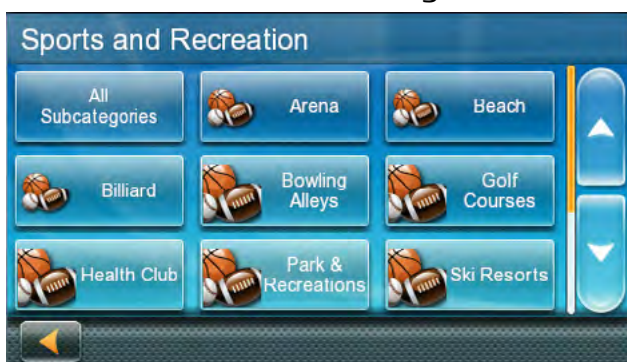 Sports and Recreation
All
Subcategories
Arena
Beach
Billiard
Bowling
Alleys
Golf
Courses
Health Club
Park &
Recreations
Ski Resorts